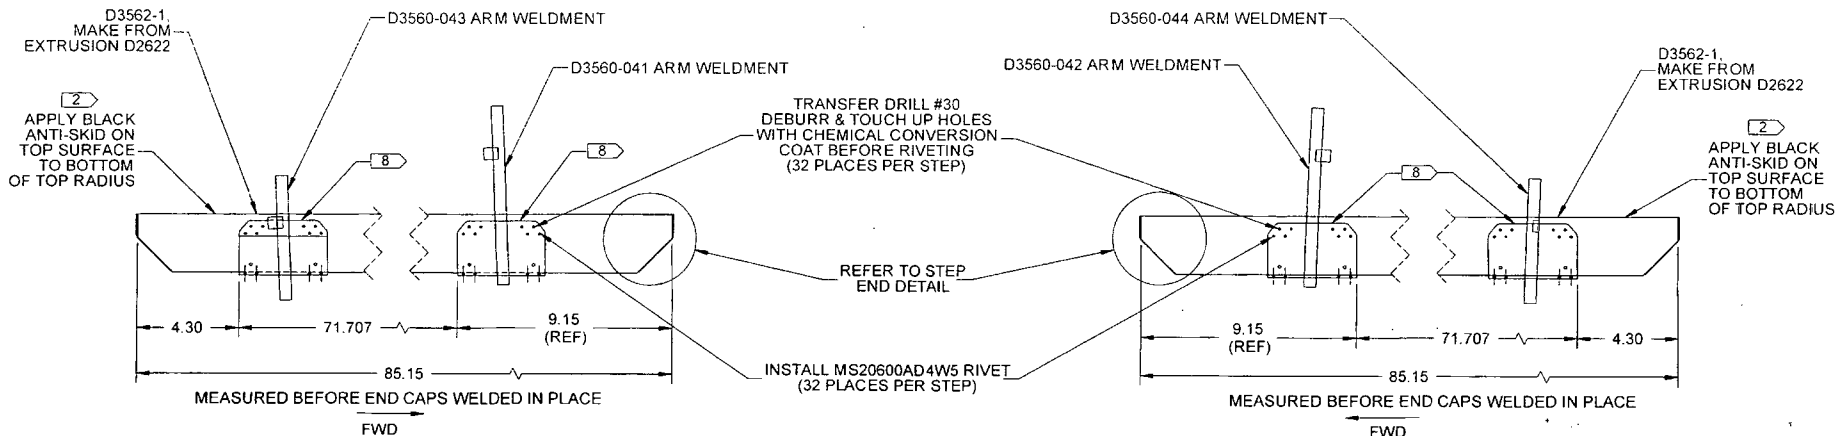 D3562-1,
MAKE FROM
EXTRUSION D2622
D3560-043 ARM WELDMENT
D3560-041 ARM WELDMENT
2
APPLY BLACK
ANTI-SKID ON
TOP SURFACE
TO BOTTOM
OF TOP RADIUS
8
8
TRANSFER DRILL #30
DEBURR & TOUCH UP HOLES
WITH CHEMICAL CONVERSION
COAT BEFORE RIVETING
(32 PLACES PER STEP)
REFER TO STEP
END DETAIL
INSTALL MS20600AD4W5 RIVET
(32 PLACES PER STEP)
4.30
71.707
9.15
(REF)
85.15
MEASURED BEFORE END CAPS WELDED IN PLACE
FWD
D3560-044 ARM WELDMENT
D3560-042 ARM WELDMENT
D3562-1,
MAKE FROM
EXTRUSION D2622
2
APPLY BLACK
ANTI-SKID ON
TOP SURFACE
TO BOTTOM
OF TOP RADIUS
8
9.15
(REF)
71.707
4.30
85.15
MEASURED BEFORE END CAPS WELDED IN PLACE
FWD